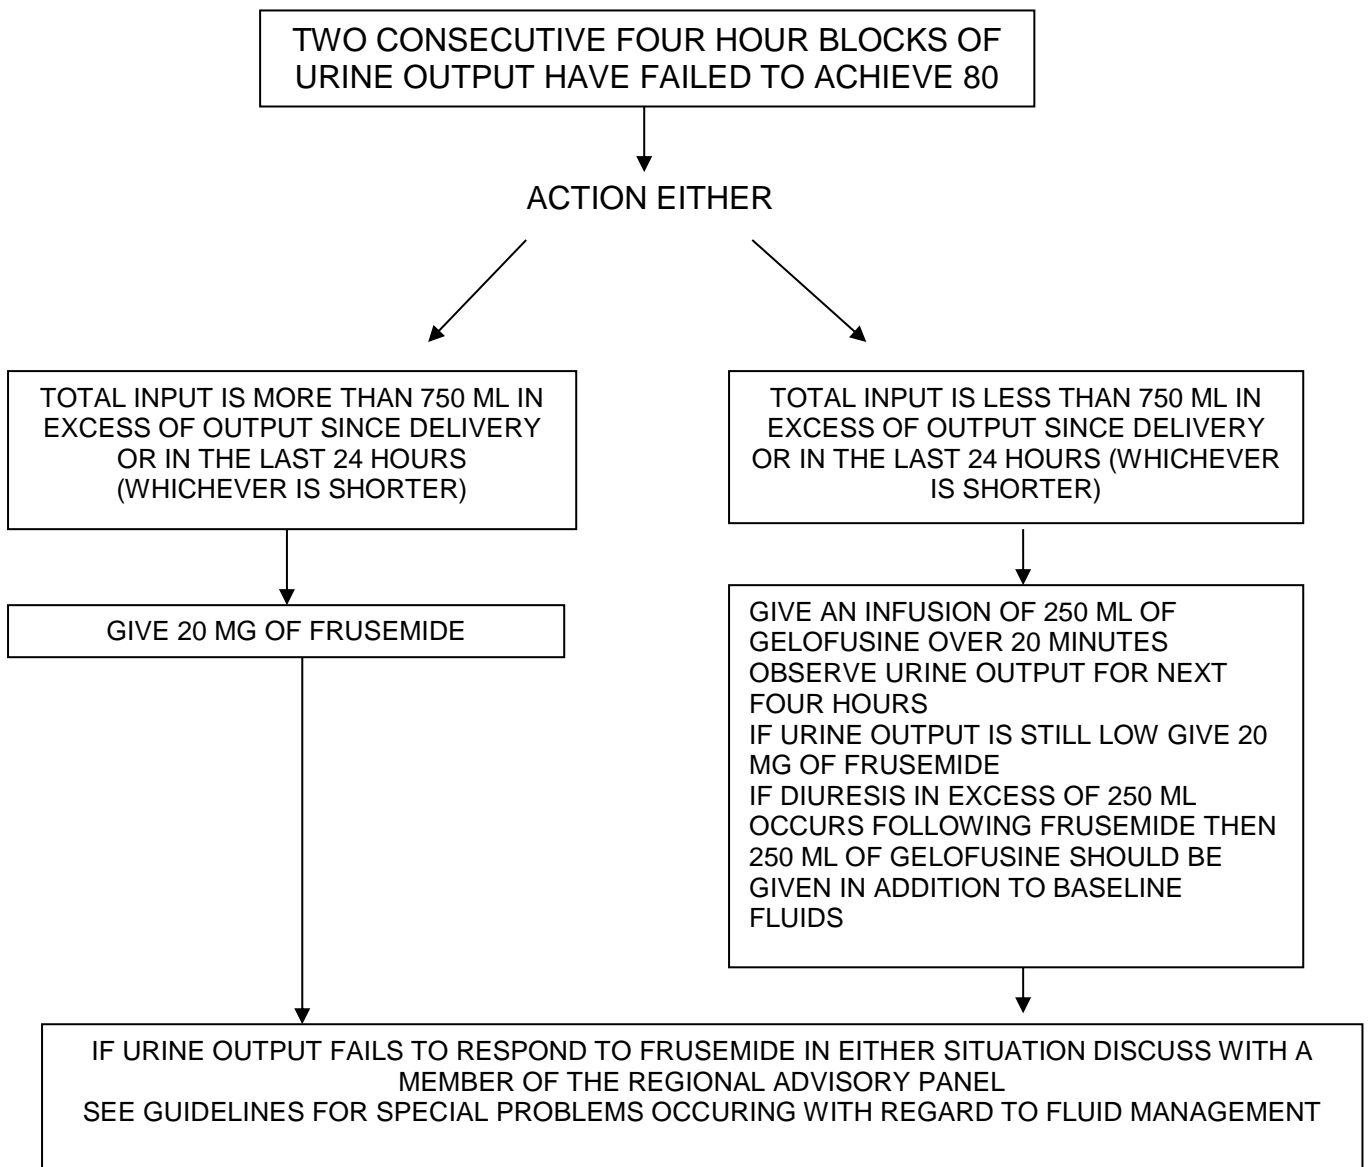 TWO CONSECUTIVE FOUR HOUR BLOCKS OF
URINE OUTPUT HAVE FAILED TO ACHIEVE 80
ACTION EITHER
TOTAL INPUT IS MORE THAN 750 ML IN
EXCESS OF OUTPUT SINCE DELIVERY
OR IN THE LAST 24 HOURS
(WHICHEVER IS SHORTER)
TOTAL INPUT IS LESS THAN 750 ML IN
EXCESS OF OUTPUT SINCE DELIVERY
OR IN THE LAST 24 HOURS (WHICHEVER
IS SHORTER)
GIVE 20 MG OF FRUSEMIDE
GIVE AN INFUSION OF 250 ML OF
GELOFUSINE OVER 20 MINUTES
OBSERVE URINE OUTPUT FOR NEXT
FOUR HOURS
IF URINE OUTPUT IS STILL LOW GIVE 20
MG OF FRUSEMIDE
IF DIURESIS IN EXCESS OF 250 ML
OCCURS FOLLOWING FRUSEMIDE THEN
250 ML OF GELOFUSINE SHOULD BE
GIVEN IN ADDITION TO BASELINE
FLUIDS
IF URINE OUTPUT FAILS TO RESPOND TO FRUSEMIDE IN EITHER SITUATION DISCUSS WITH A
MEMBER OF THE REGIONAL ADVISORY PANEL
SEE GUIDELINES FOR SPECIAL PROBLEMS OCCURING WITH REGARD TO FLUID MANAGEMENT